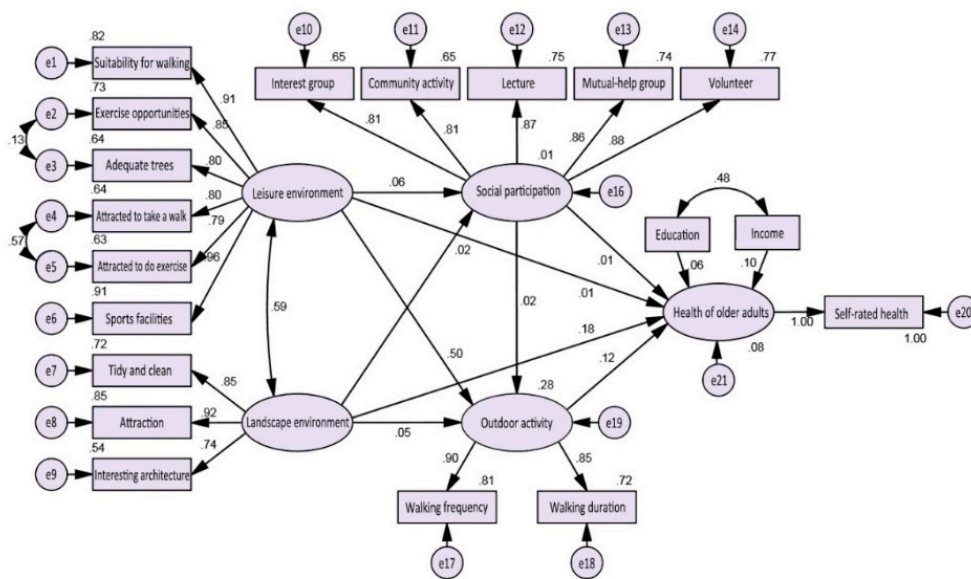 e10
e11
e12
e13
e14
.82
.65
.65
.75
.74
.77
e1
Suitability for walking
Interest group
Community activity
Lecture
Mutual-help group
Volunteer
.73
.91
e2
Exercise opportunities
.85
.81
.81
.87
.86
.88
.13
.64
e3
Adequate trees
.80
.01
.64
Leisure environment
.06
Social participation
e16
.48
e4
Attracted to take a walk
.80
.79
.57
.63
Education
Income
e5
Attracted to do exercise
.96
.02
.01
.06
.10
.91
.59
.01
e6
Sports facilities
.02
Health of older adults
1.00
Self-rated health
e20
.72
.18
.08
1.00
e7
Tidy and clean
.85
.50
.12
e21
.85
.28
e8
Attraction
.92
Landscape environment
.05
Outdoor activity
e19
.54
.74
e9
Interesting architecture
.90
.85
.81
.72
Walking frequency
Walking duration
e17
e18